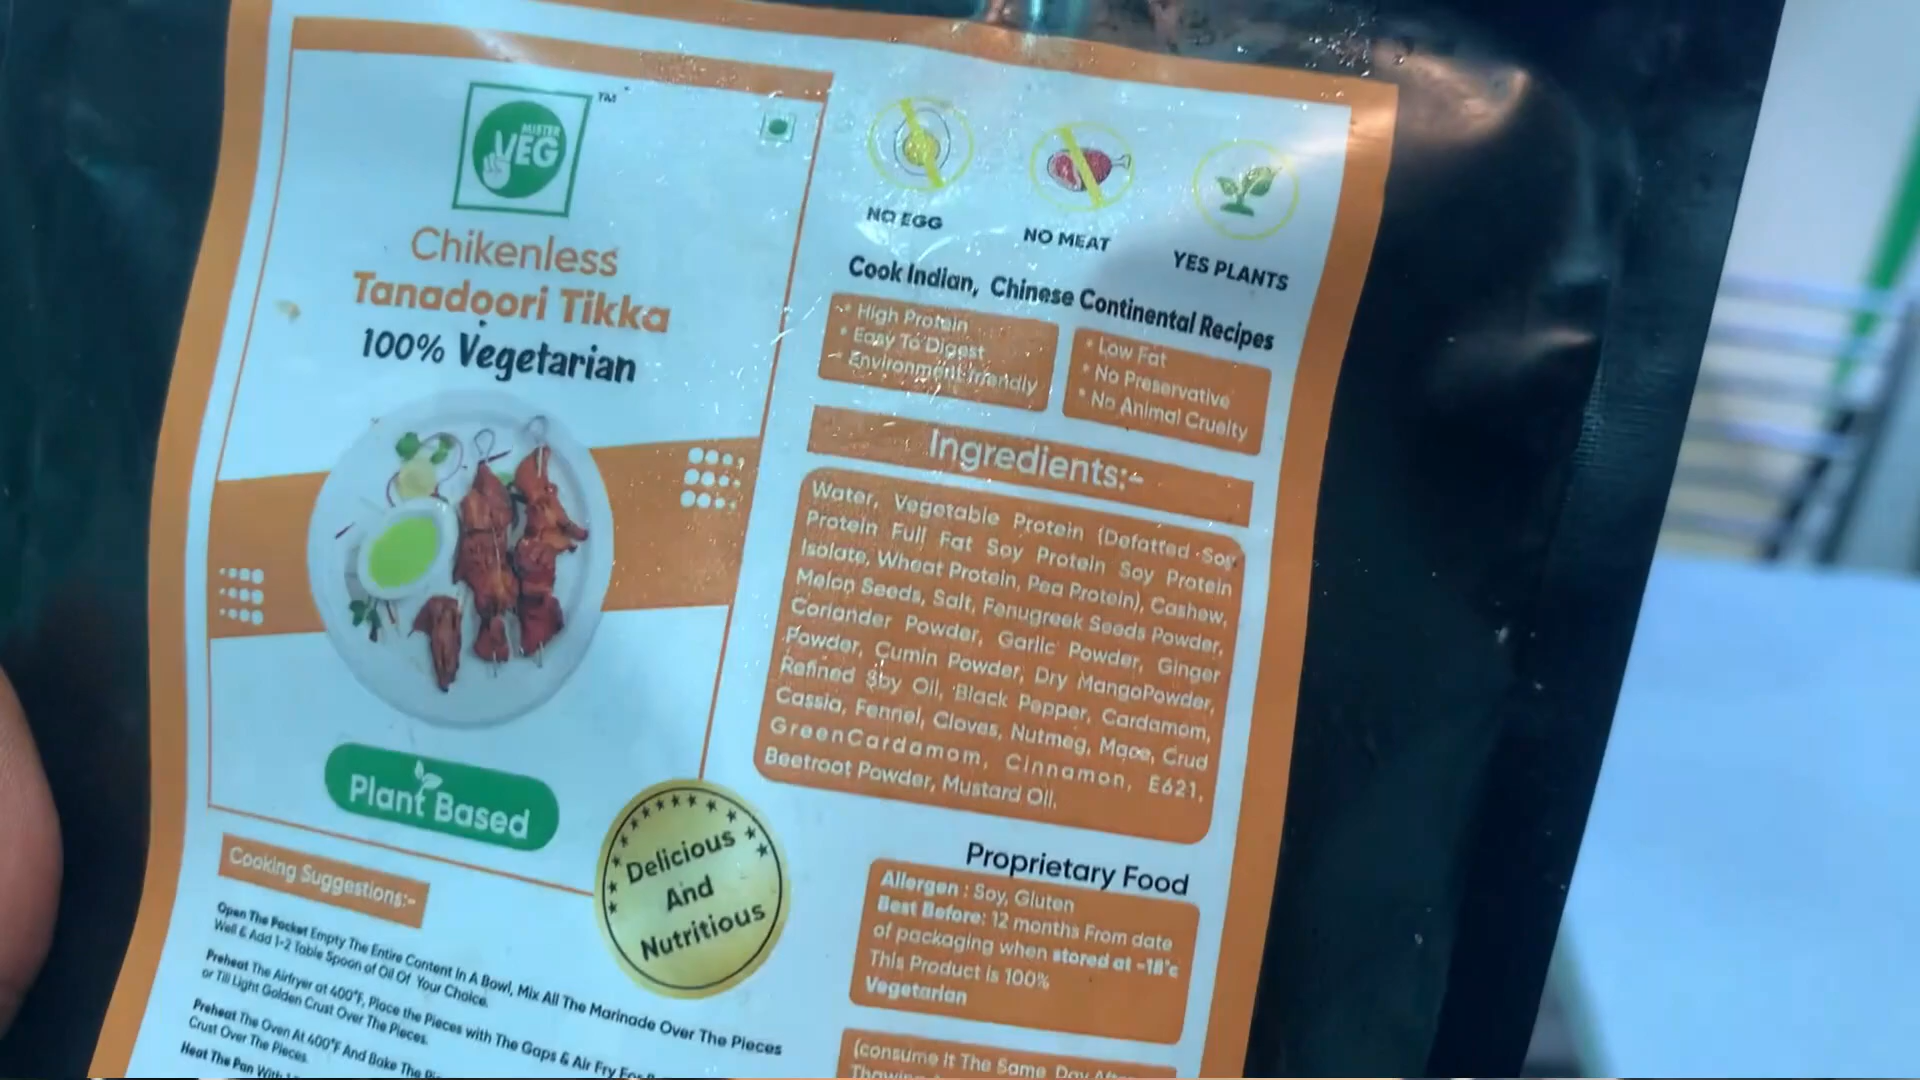 MISTER
VEG
TM
Chikenless
Tanadoori Tikka
100% Vegetarian
Plant Based
Delicious
And
Nutritious
Cooking Suggestions:-
Open The Packet Empty The Entire Content In A Bowl, Mix All The Marinade Over The Pieces
Well & Add 1-2 Table Spoon of Oil Of Your Choice.
Preheat The Airfryer at 400°F, Place the Pieces with The Gaps & Air Fry For
or Till Light Golden Crust Over The Pieces.
Preheat The Oven At 400°F And Bake The
Crust Over The Pieces.
Heat The Pan With
NO EGG
NO MEAT
YES PLANTS
Cook Indian, Chinese Continental Recipes
* High Protein
* Easy To Digest
* Environment-friendly
* Low Fat
* No Preservative
* No Animal Cruelty
Ingredients:-
Water, Vegetable Protein (Defatted Soy
Protein Full Fat Soy Protein Soy Protein
Isolate, Wheat Protein, Pea Protein), Cashew,
Melon Seeds, Salt, Fenugreek Seeds Powder,
Coriander Powder, Garlic Powder, Ginger
Powder, Cumin Powder, Dry MangoPowder,
Refined Soy Oil, Black Pepper, Cardamom,
Cassia, Fennel, Cloves, Nutmeg, Mace, Crud
GreenCardamom, Cinnamon, E621,
Beetroot Powder, Mustard Oil.
Proprietary Food
Allergen : Soy, Gluten
Best Before: 12 months From date
of packaging when stored at -18°c
This Product is 100%
Vegetarian
(consume It The Same Day After
Thawing